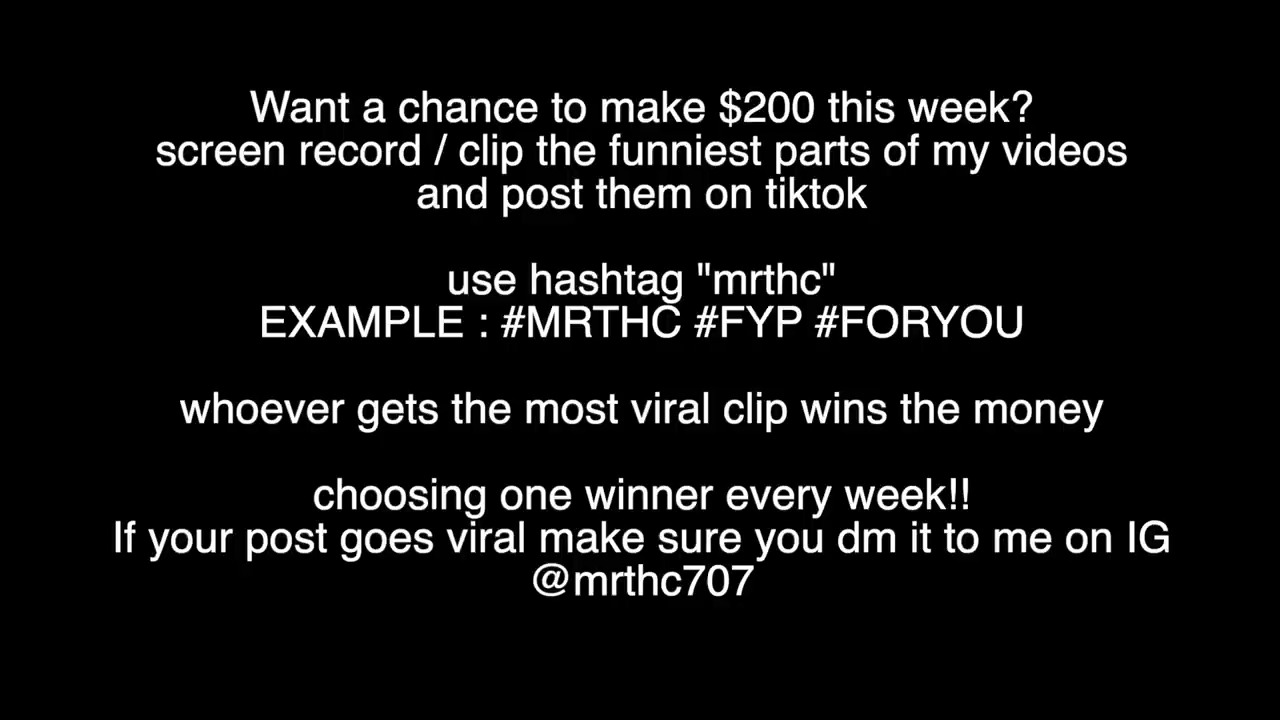 Want a chance to make $200 this week?
screen record / clip the funniest parts of my videos
and post them on tiktok
use hashtag "mrthc"
EXAMPLE : #MRTHC #FYP #FORYOU
whoever gets the most viral clip wins the money
choosing one winner every week!!
If your post goes viral make sure you dm it to me on IG
@mrthc707